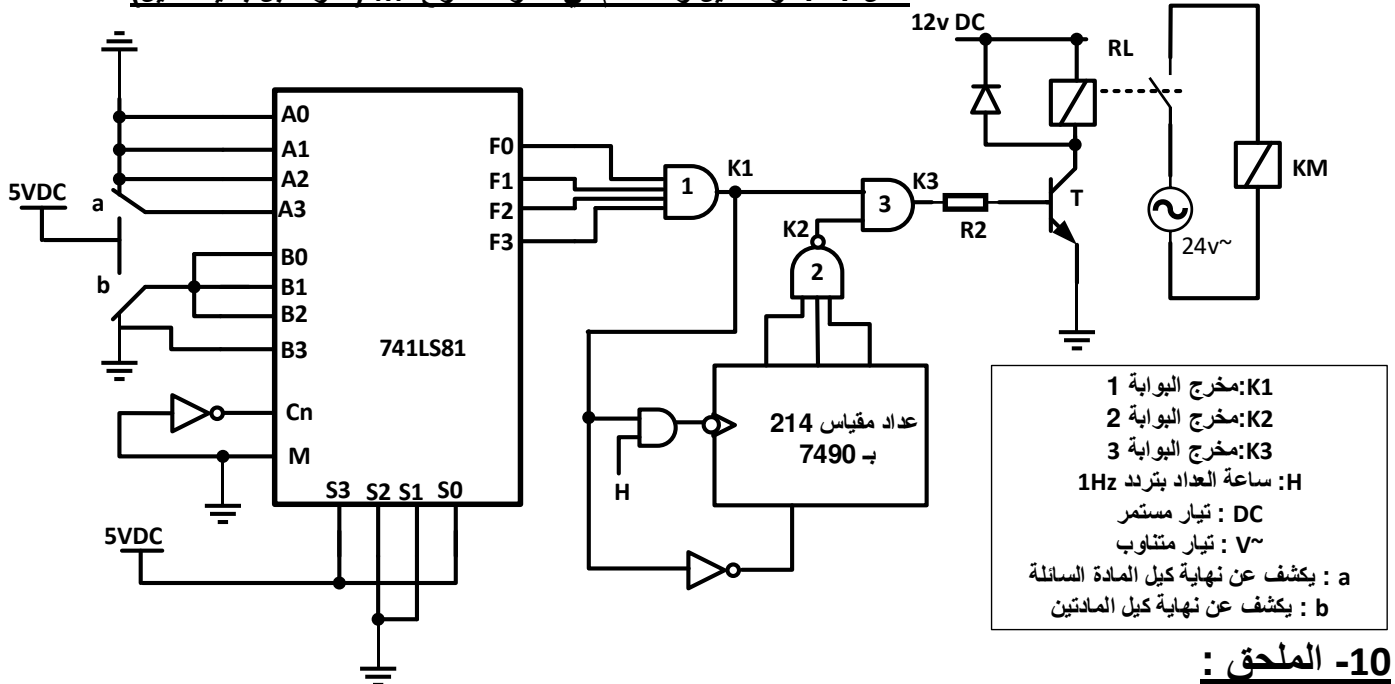 12v DC
RL
A0
A1
A2
A3
5VDC
a
b
B0
B1
B2
B3
Cn
M
741LS81
F0
F1
F2
F3
S3 S2 S1 S0
5VDC
1
K1
K2
2
3
K3
R2
T
24v~
KM
H
عداد مقياس 214
بـ 7490
K1:مخرج البوابة 1
K2:مخرج البوابة 2
K3:مخرج البوابة 3
H: ساعة العداد بتردد 1Hz
DC : تيار مستمر
V~ : تيار متناوب
a : يكشف عن نهاية كيل المادة السائلة
b : يكشف عن نهاية كيل المادتين
10- الملحق :